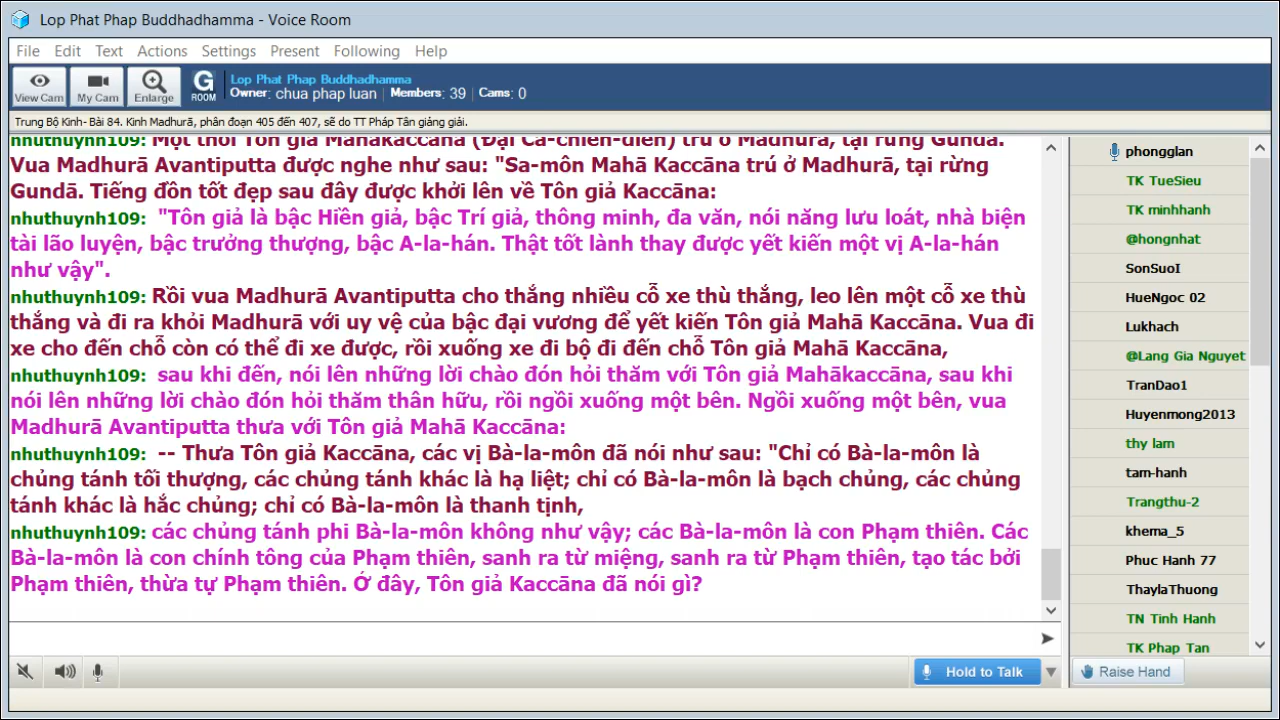 Lop Phat Phap Buddhadhamma - Voice Room
File Edit Text Actions Settings Present Following Help
View Cam My Cam Enlarge G ROOM
Lop Phat Phap Buddhadhamma
Owner: chua phap luan Members: 39 Cams: 0
Trung Bộ Kinh- Bài 84. Kinh Madhurā, phân đoạn 405 đến 407, sẽ do TT Pháp Tân giảng giải.
nhuthuynh109: Một thời Tôn giả Mahākaccāna (Đại Ca-chiên-diên) trú ở Madhurā, tại rừng Gundā.
Vua Madhurā Avantiputta được nghe như sau: "Sa-môn Mahā Kaccāna trú ở Madhurā, tại rừng
Gundā. Tiếng đồn tốt đẹp sau đây được khởi lên về Tôn giả Kaccāna:
nhuthuynh109: "Tôn giả là bậc Hiền giả, bậc Trí giả, thông minh, đa văn, nói năng lưu loát, nhà biện
tài lão luyện, bậc trưởng thượng, bậc A-la-hán. Thật tốt lành thay được yết kiến một vị A-la-hán
như vậy".
nhuthuynh109: Rồi vua Madhurā Avantiputta cho thắng nhiều cỗ xe thù thắng, leo lên một cỗ xe thù
thắng và đi ra khỏi Madhurā với uy vệ của bậc đại vương để yết kiến Tôn giả Mahā Kaccāna. Vua đi
xe cho đến chỗ còn có thể đi xe được, rồi xuống xe đi bộ đi đến chỗ Tôn giả Mahā Kaccāna,
nhuthuynh109: sau khi đến, nói lên những lời chào đón hỏi thăm với Tôn giả Mahākaccāna, sau khi
nói lên những lời chào đón hỏi thăm thân hữu, rồi ngồi xuống một bên. Ngồi xuống một bên, vua
Madhurā Avantiputta thưa với Tôn giả Mahā Kaccāna:
nhuthuynh109: -- Thưa Tôn giả Kaccāna, các vị Bà-la-môn đã nói như sau: "Chỉ có Bà-la-môn là
chủng tánh tối thượng, các chủng tánh khác là hạ liệt; chỉ có Bà-la-môn là bạch chủng, các chủng
tánh khác là hắc chủng; chỉ có Bà-la-môn là thanh tịnh,
nhuthuynh109: các chủng tánh phi Bà-la-môn không như vậy; các Bà-la-môn là con Phạm thiên. Các
Bà-la-môn là con chính tông của Phạm thiên, sanh ra từ miệng, sanh ra từ Phạm thiên, tạo tác bởi
Phạm thiên, thừa tự Phạm thiên. Ớ đây, Tôn giả Kaccāna đã nói gì?
phongglan
TK TueSieu
TK minhhanh
@hongnhat
SonSuoI
HueNgoc 02
Lukhach
@Lang Gia Nguyet
TranDao1
Huyenmong2013
thy lam
tam-hanh
Trangthu-2
khema_5
Phuc Hanh 77
ThaylaThuong
TN Tinh Hanh
TK Phap Tan
Hold to Talk
Raise Hand